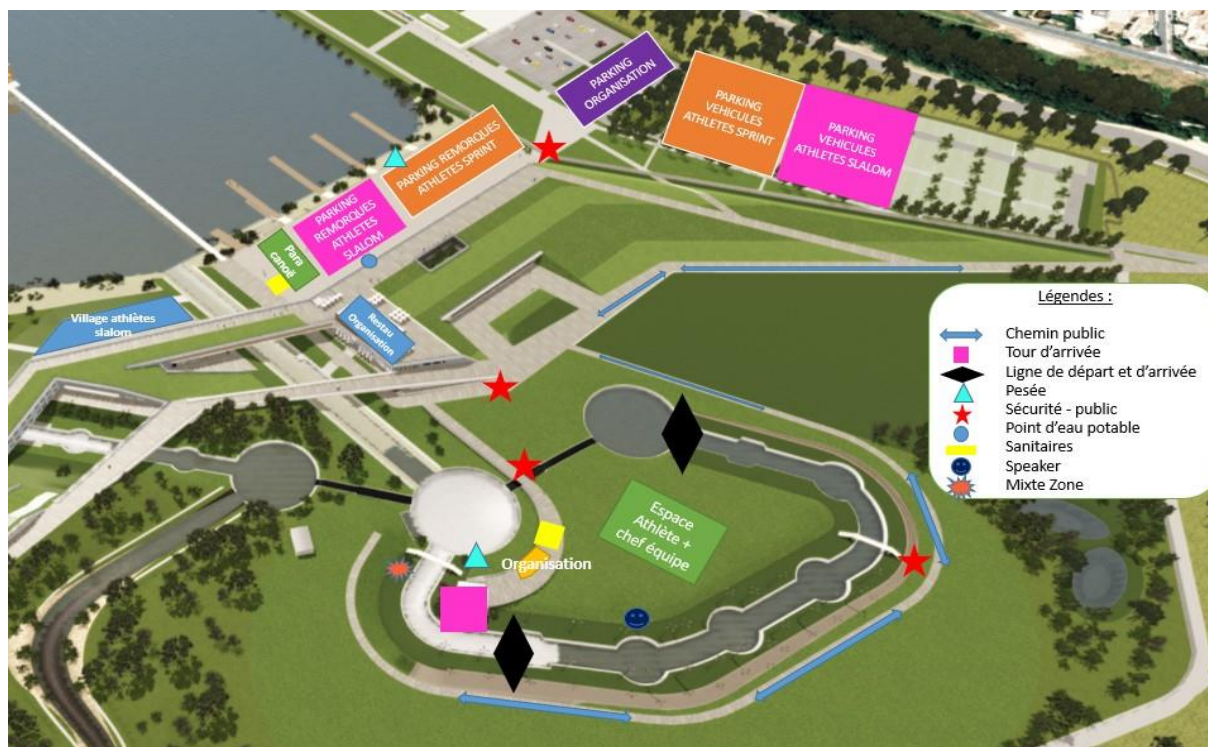 PARKING
ORGANISATION
PARKING
VEHICULES
ATHLETES SPRINT
PARKING
VEHICULES
ATHLETES SLALOM
PARKING REMORQUES
ATHLETES SPRINT
PARKING
REMORQUES
ATHLETES
SLALOM
Para
canoë
Village athlètes
slalom
Restau
Organisation
Légendes :
Chemin public
Tour d'arrivée
Ligne de départ et d'arrivée
Pesée
Sécurité - public
Point d'eau potable
Sanitaires
Speaker
Mixte Zone
Espace
Athlète +
chef équipe
Organisation